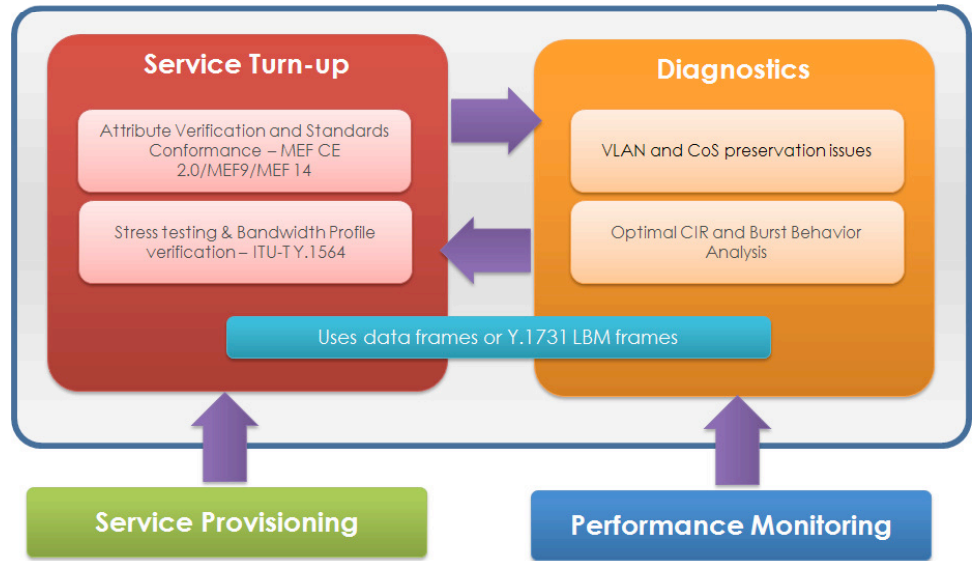 Service Turn-up
Attribute Verification and Standards
Conformance – MEF CE
2.0/MEF9/MEF 14
Stress testing & Bandwidth Profile
verification – ITU-T Y.1564
Diagnostics
VLAN and CoS preservation issues
Optimal CIR and Burst Behavior
Analysis
Uses data frames or Y.1731 LBM frames
Service Provisioning
Performance Monitoring